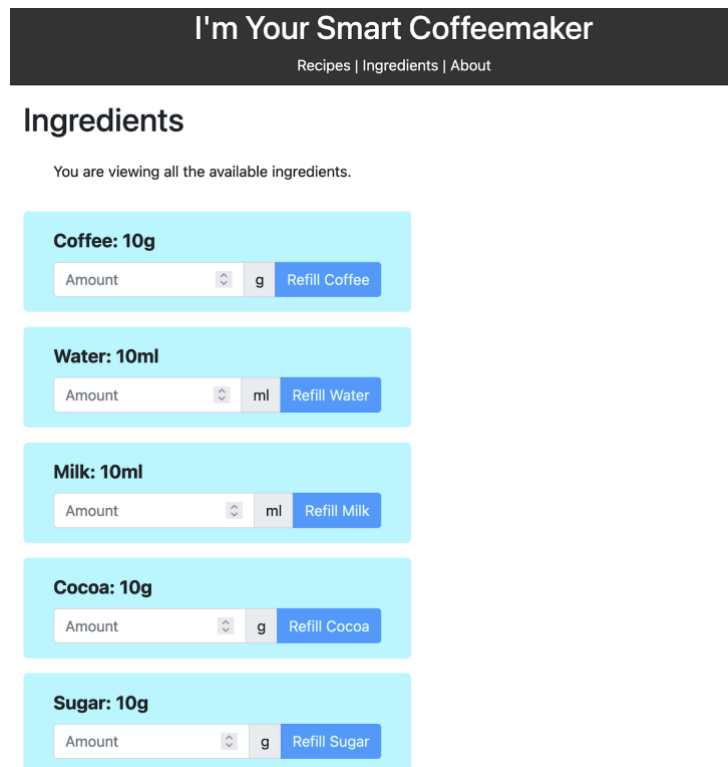 I'm Your Smart Coffeemaker
Recipes | Ingredients | About
Ingredients
You are viewing all the available ingredients.
Coffee: 10g
Amount g Refill Coffee
Water: 10ml
Amount ml Refill Water
Milk: 10ml
Amount ml Refill Milk
Cocoa: 10g
Amount g Refill Cocoa
Sugar: 10g
Amount g Refill Sugar